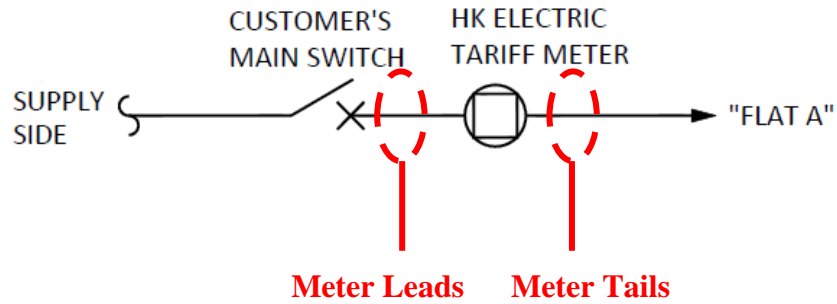 CUSTOMER'S
MAIN SWITCH
HK ELECTRIC
TARIFF METER
SUPPLY
SIDE
"FLAT A"
Meter Leads
Meter Tails